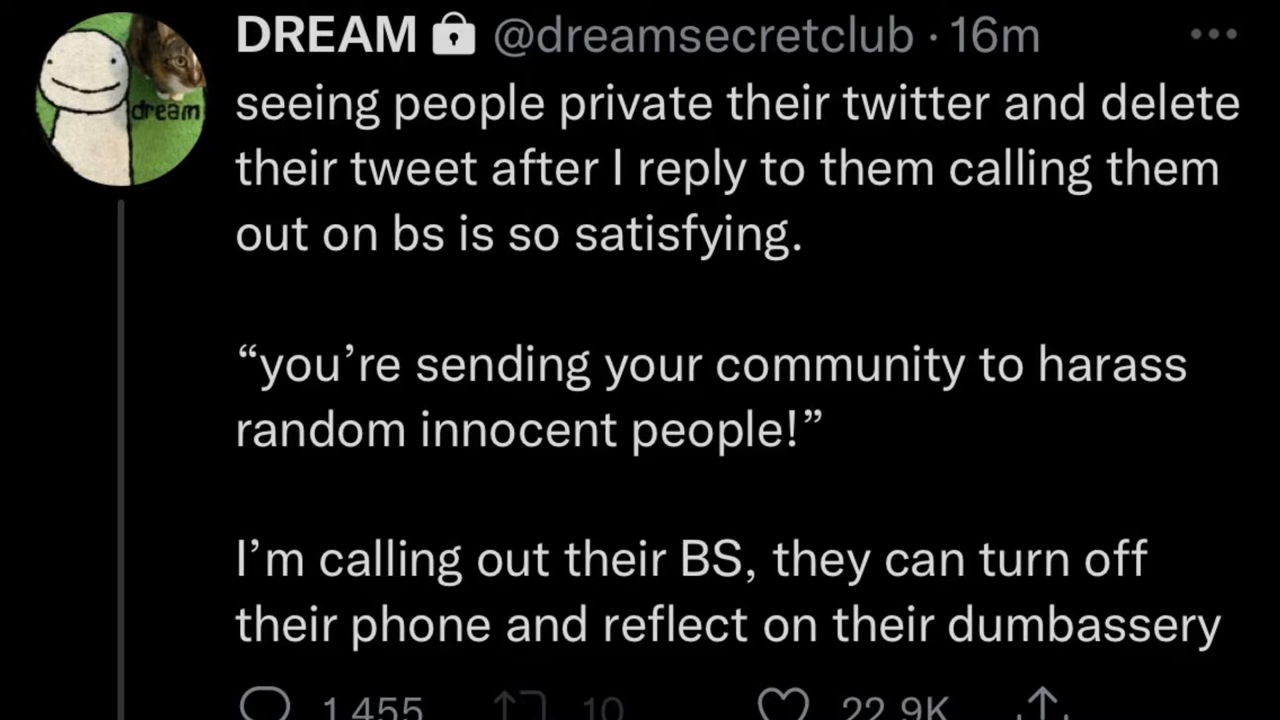 DREAM @dreamsecretclub · 16m
dream
seeing people private their twitter and delete
their tweet after I reply to them calling them
out on bs is so satisfying.
“you’re sending your community to harass
random innocent people!”
I’m calling out their BS, they can turn off
their phone and reflect on their dumbassery
1,455 10 22.9K